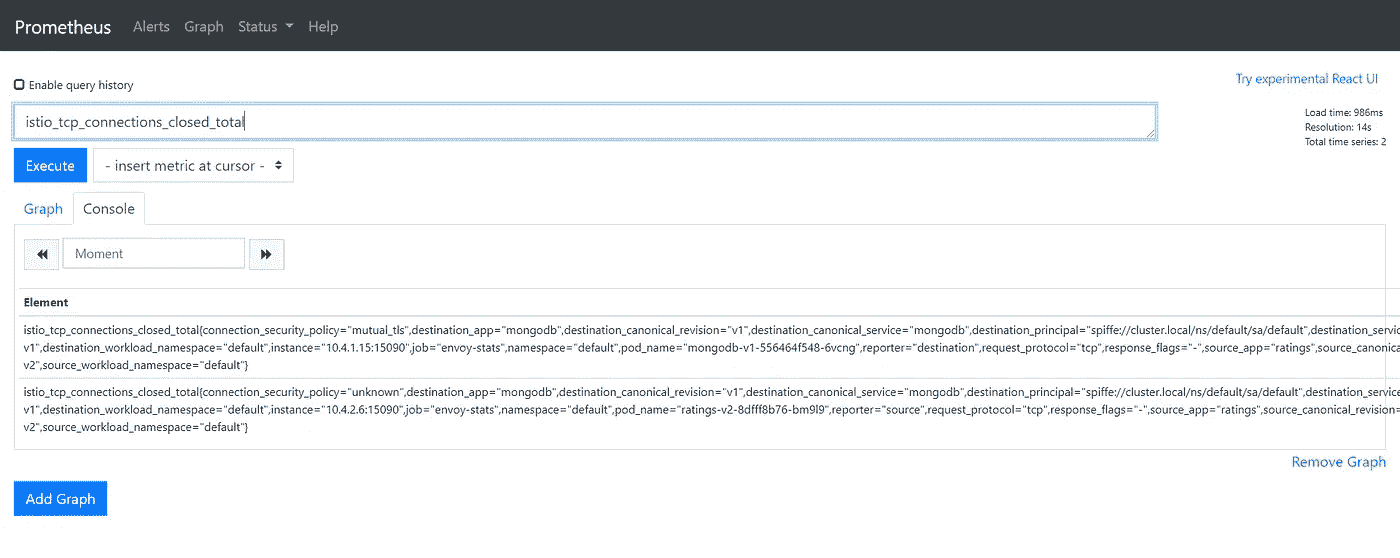 Prometheus Alerts Graph Status Help
Enable query history
Try experimental React UI
istio_tcp_connections_closed_total
Load time: 986ms
Resolution: 14s
Total time series: 2
Execute - insert metric at cursor -
Graph Console
Moment
Element
istio_tcp_connections_closed_total{connection_security_policy="mutual_tls",destination_app="mongodb",destination_canonical_revision="v1",destination_canonical_service="mongodb",destination_principal="spiffe://cluster.local/ns/default/sa/default",destination_servic
v1",destination_workload_namespace="default",instance="10.4.1.15:15090",job="envoy-stats",namespace="default",pod_name="mongodb-v1-556464f548-6vcng",reporter="destination",request_protocol="tcp",response_flags="-",source_app="ratings",source_canonica
v2",source_workload_namespace="default"}
istio_tcp_connections_closed_total{connection_security_policy="unknown",destination_app="mongodb",destination_canonical_revision="v1",destination_canonical_service="mongodb",destination_principal="spiffe://cluster.local/ns/default/sa/default",destination_servic
v1",destination_workload_namespace="default",instance="10.4.2.6:15090",job="envoy-stats",namespace="default",pod_name="ratings-v2-8dfff8b76-bm9l9",reporter="source",request_protocol="tcp",response_flags="-",source_app="ratings",source_canonical_revision=
v2",source_workload_namespace="default"}
Remove Graph
Add Graph